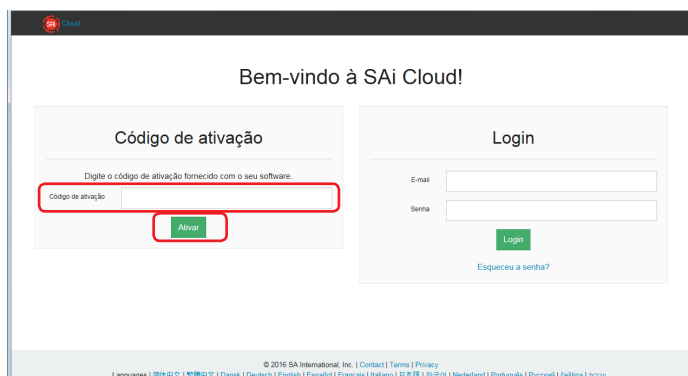 SAi Cloud
Bem-vindo à SAi Cloud!
Código de ativação
Digite o código de ativação fornecido com o seu software.
Código de ativação
Ativar
Login
E-mail
Senha
Login
Esqueceu a senha?
© 2016 SA International, Inc. | Contact | Terms | Privacy
Languages | 简体中文 | 繁體中文 | Dansk | Deutsch | English | Español | Français | Italiano | 日本語 | 한국어 | Nederland | Português | Русский | čeština | עברית